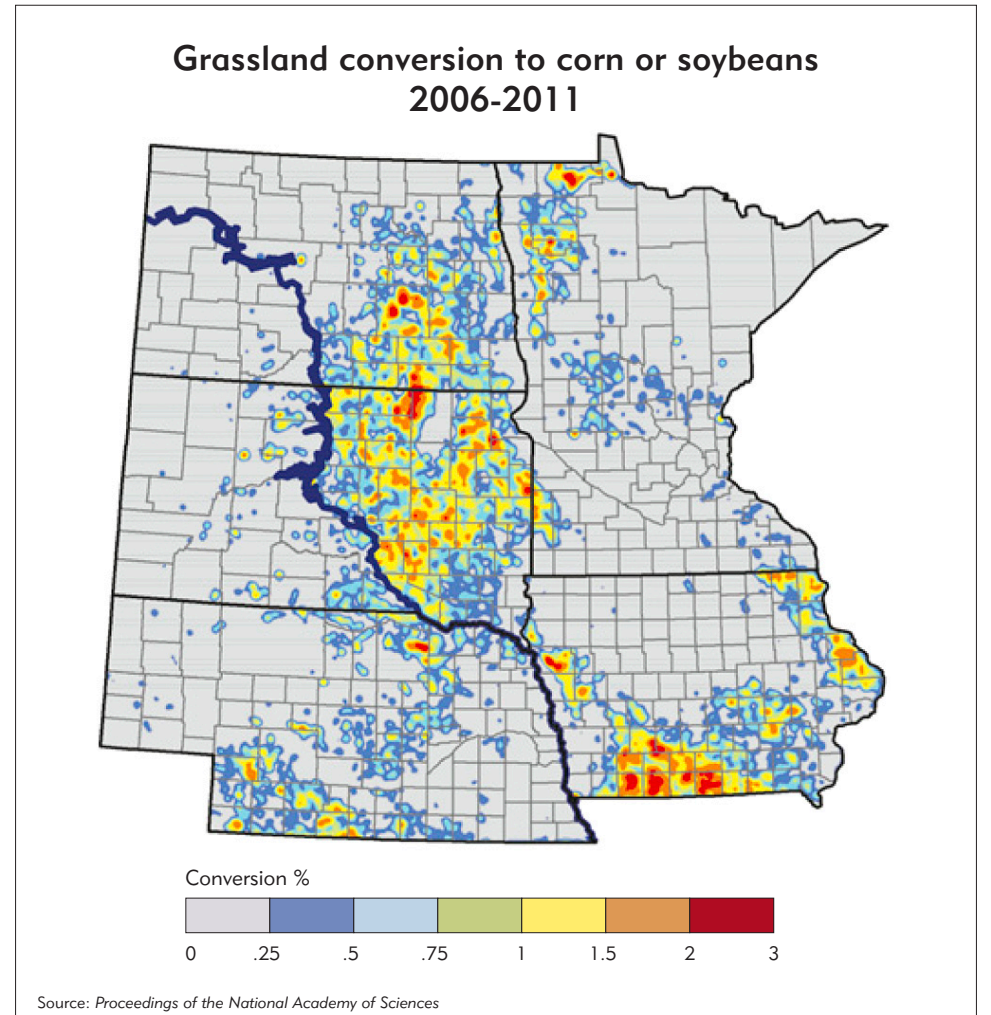 Grassland conversion to corn or soybeans
2006-2011
Conversion %
0 .25 .5 .75 1 1.5 2 3
Source: Proceedings of the National Academy of Sciences